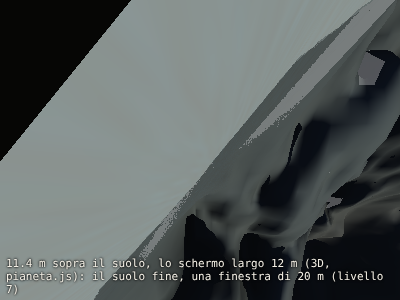 11.4 m sopra il suolo, lo schermo largo 12 m (3D,
pianeta.js): il suolo fine, una finestra di 20 m (livello
7)